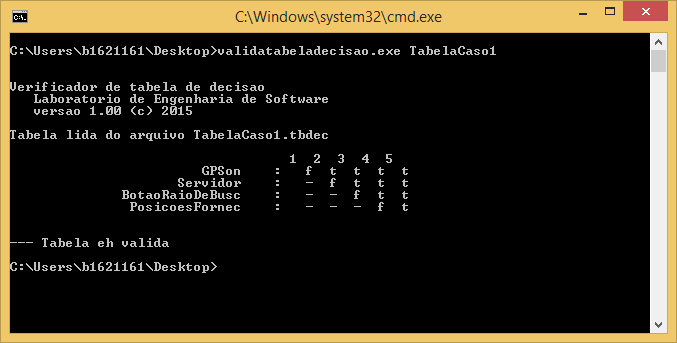 C:\Windows\system32\cmd.exe
C:\Users\b1621161\Desktop>validatabeladecisao.exe TabelaCaso1
Verificador de tabela de decisao
Laboratorio de Engenharia de Software
versao 1.00 (c) 2015
Tabela lida do arquivo TabelaCaso1.tbdec
1 2 3 4 5
GPSon : f t t t t
Servidor : - f t t t
BotaoRaioDeBusc : - - f t t
PosicoesFornec : - - - f t
--- Tabela eh valida
C:\Users\b1621161\Desktop>